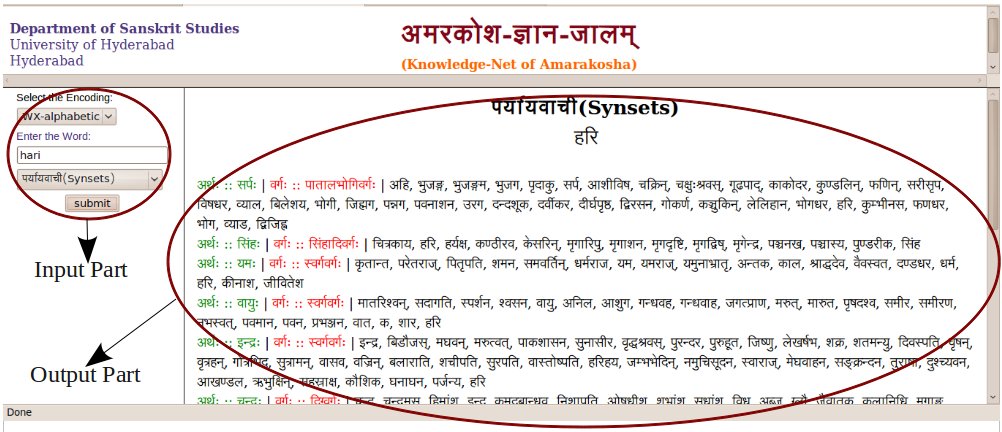 Department of Sanskrit Studies
University of Hyderabad
Hyderabad
अमरकोश-ज्ञान-जालम्
(Knowledge-Net of Amarakosha)
Select the Encoding:
WX-alphabetic
Enter the Word:
hari
पर्यायवाची(Synsets)
submit
Input Part
Output Part
पर्यायवाची(Synsets)
हरि
अर्थः :: सर्पः | वर्गः :: पातालभोगिवर्गः | अहि, भुजङ्ग, भुजङ्गम, भुजग, पृदाकु, सर्प, आशीविष, चक्रिन्, चक्षुःश्रवस्, गूढपाद्, काकोदर, कुण्डलिन्, फणिन्, सरीसृप,
विषधर, व्याल, बिलेशय, भोगी, जिह्मग, पन्नग, पवनाशन, उरग, दन्दशूक, दर्वीकर, दीर्घपृष्ठ, द्विरसन, गोकर्ण, कञ्चुकिन्, लेलिहान, भोगधर, हरि, कुम्भीनस, फणधर,
भोग, व्याड, द्विजिह्व
अर्थः :: सिंहः | वर्गः :: सिंहादिवर्गः | चित्रकाय, हरि, हर्यक्ष, कण्ठीरव, केसरिन्, मृगारिपु, मृगाशन, मृगदृष्टि, मृगद्विष्, मृगेन्द्र, पञ्चनख, पञ्चास्य, पुण्डरीक, सिंह
अर्थः :: यमः | वर्गः :: स्वर्गवर्गः | कृतान्त, परेतराज्, पितृपति, शमन, समवर्तिन्, धर्मराज, यम, यमराज्, यमुनाभ्रातृ, अन्तक, काल, श्राद्धदेव, वैवस्वत, दण्डधर, धर्म,
हरि, कीनाश, जीवितेश
अर्थः :: वायुः | वर्गः :: स्वर्गवर्गः | मातरिश्वन्, सदागति, स्पर्शन, श्वसन, वायु, अनिल, आशुग, गन्धवह, गन्धवाह, जगत्प्राण, मरुत्, मारुत, पृषदश्व, समीर, समीरण,
नभस्वत्, पवमान, पवन, प्रभञ्जन, वात, क, शार, हरि
अर्थः :: इन्द्रः | वर्गः :: स्वर्गवर्गः | इन्द्र, बिडौजस्, मघवन्, मरुत्वत्, पाकशासन, सुनासीर, वृद्धश्रवस्, पुरन्दर, पुरुहूत, जिष्णु, लेखर्षभ, शक्र, शतमन्यु, दिवस्पति, वृषन्,
वृत्रहन्, गोत्रभिद्, सुत्रामन्, वासव, वज्रिन्, बलाराति, शचीपति, सुरपति, वास्तोष्पति, हरिहय, जम्भभेदिन्, नमुचिसूदन, स्वाराज्, मेघवाहन, सङ्क्रन्दन, तुराषाह्, दुश्च्यवन,
आखण्डल, ऋभुक्षिन्, सहस्राक्ष, कौशिक, घनाघन, पर्जन्य, हरि
अर्थः :: चन्द्रः | वर्गः :: दिग्वर्गः
Done